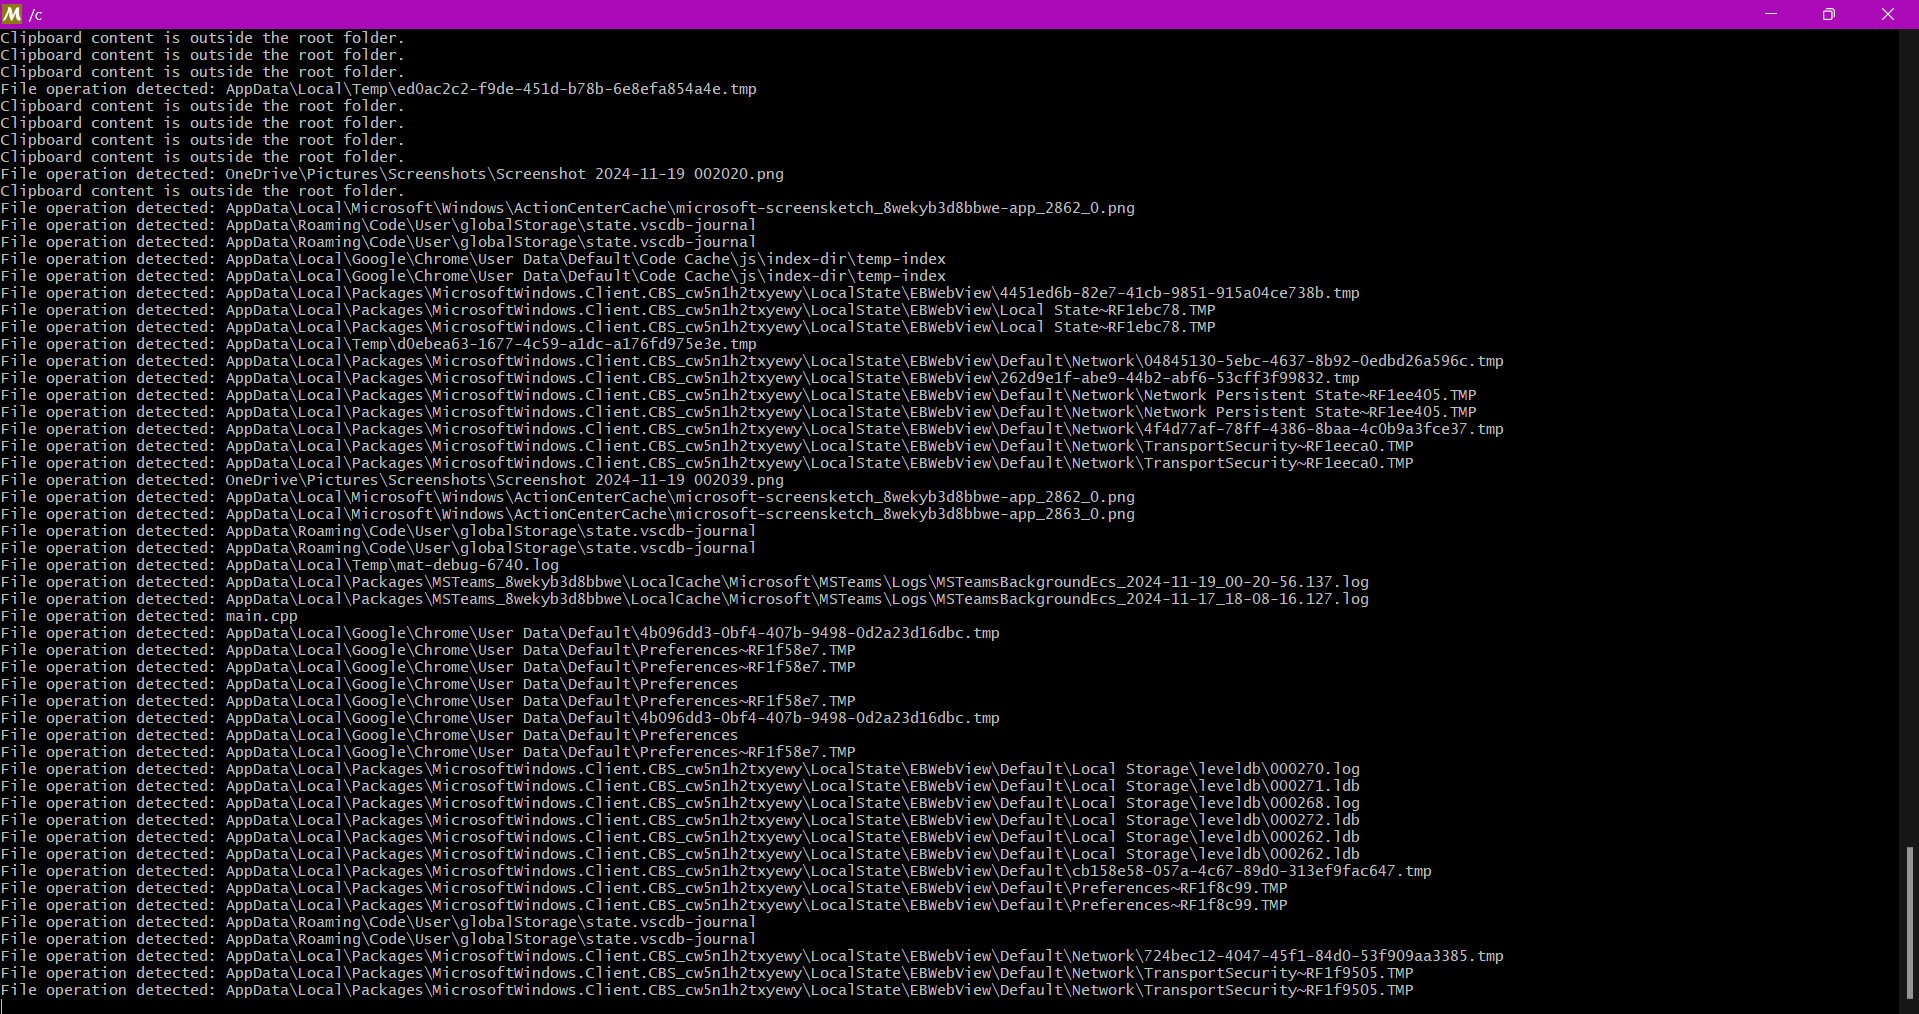 M /c
Clipboard content is outside the root folder.
Clipboard content is outside the root folder.
Clipboard content is outside the root folder.
File operation detected: AppData\Local\Temp\ed0ac2c2-f9de-451d-b78b-6e8efa854a4e.tmp
Clipboard content is outside the root folder.
Clipboard content is outside the root folder.
Clipboard content is outside the root folder.
Clipboard content is outside the root folder.
File operation detected: OneDrive\Pictures\Screenshots\Screenshot 2024-11-19 002020.png
Clipboard content is outside the root folder.
File operation detected: AppData\Local\Microsoft\Windows\ActionCenterCache\microsoft-screensketch_8wekyb3d8bbwe-app_2862_0.png
File operation detected: AppData\Roaming\Code\User\globalStorage\state.vscdb-journal
File operation detected: AppData\Roaming\Code\User\globalStorage\state.vscdb-journal
File operation detected: AppData\Local\Google\Chrome\User Data\Default\Code Cache\js\index-dir\temp-index
File operation detected: AppData\Local\Google\Chrome\User Data\Default\Code Cache\js\index-dir\temp-index
File operation detected: AppData\Local\Packages\MicrosoftWindows.Client.CBS_cw5n1h2txyewy\LocalState\EBWebView\4451ed6b-82e7-41cb-9851-915a04ce738b.tmp
File operation detected: AppData\Local\Packages\MicrosoftWindows.Client.CBS_cw5n1h2txyewy\LocalState\EBWebView\Local State~RF1ebc78.TMP
File operation detected: AppData\Local\Packages\MicrosoftWindows.Client.CBS_cw5n1h2txyewy\LocalState\EBWebView\Local State~RF1ebc78.TMP
File operation detected: AppData\Local\Temp\d0ebea63-1677-4c59-a1dc-a176fd975e3e.tmp
File operation detected: AppData\Local\Packages\MicrosoftWindows.Client.CBS_cw5n1h2txyewy\LocalState\EBWebView\Default\Network\04845130-5ebc-4637-8b92-0edbd26a596c.tmp
File operation detected: AppData\Local\Packages\MicrosoftWindows.Client.CBS_cw5n1h2txyewy\LocalState\EBWebView\262d9e1f-abe9-44b2-abf6-53cff3f99832.tmp
File operation detected: AppData\Local\Packages\MicrosoftWindows.Client.CBS_cw5n1h2txyewy\LocalState\EBWebView\Default\Network\Network Persistent State~RF1ee405.TMP
File operation detected: AppData\Local\Packages\MicrosoftWindows.Client.CBS_cw5n1h2txyewy\LocalState\EBWebView\Default\Network\Network Persistent State~RF1ee405.TMP
File operation detected: AppData\Local\Packages\MicrosoftWindows.Client.CBS_cw5n1h2txyewy\LocalState\EBWebView\Default\Network\4f4d77af-78ff-4386-8baa-4c0b9a3fce37.tmp
File operation detected: AppData\Local\Packages\MicrosoftWindows.Client.CBS_cw5n1h2txyewy\LocalState\EBWebView\Default\Network\TransportSecurity~RF1eeca0.TMP
File operation detected: AppData\Local\Packages\MicrosoftWindows.Client.CBS_cw5n1h2txyewy\LocalState\EBWebView\Default\Network\TransportSecurity~RF1eeca0.TMP
File operation detected: OneDrive\Pictures\Screenshots\Screenshot 2024-11-19 002039.png
File operation detected: AppData\Local\Microsoft\Windows\ActionCenterCache\microsoft-screensketch_8wekyb3d8bbwe-app_2862_0.png
File operation detected: AppData\Local\Microsoft\Windows\ActionCenterCache\microsoft-screensketch_8wekyb3d8bbwe-app_2863_0.png
File operation detected: AppData\Roaming\Code\User\globalStorage\state.vscdb-journal
File operation detected: AppData\Roaming\Code\User\globalStorage\state.vscdb-journal
File operation detected: AppData\Local\Temp\mat-debug-6740.log
File operation detected: AppData\Local\Packages\MSTeams_8wekyb3d8bbwe\LocalCache\Microsoft\MSTeams\Logs\MSTeamsBackgroundEcs_2024-11-19_00-20-56.137.log
File operation detected: AppData\Local\Packages\MSTeams_8wekyb3d8bbwe\LocalCache\Microsoft\MSTeams\Logs\MSTeamsBackgroundEcs_2024-11-17_18-08-16.127.log
File operation detected: main.cpp
File operation detected: AppData\Local\Google\Chrome\User Data\Default\4b096dd3-0bf4-407b-9498-0d2a23d16dbc.tmp
File operation detected: AppData\Local\Google\Chrome\User Data\Default\Preferences~RF1f58e7.TMP
File operation detected: AppData\Local\Google\Chrome\User Data\Default\Preferences~RF1f58e7.TMP
File operation detected: AppData\Local\Google\Chrome\User Data\Default\Preferences
File operation detected: AppData\Local\Google\Chrome\User Data\Default\Preferences~RF1f58e7.TMP
File operation detected: AppData\Local\Google\Chrome\User Data\Default\4b096dd3-0bf4-407b-9498-0d2a23d16dbc.tmp
File operation detected: AppData\Local\Google\Chrome\User Data\Default\Preferences
File operation detected: AppData\Local\Google\Chrome\User Data\Default\Preferences~RF1f58e7.TMP
File operation detected: AppData\Local\Packages\MicrosoftWindows.Client.CBS_cw5n1h2txyewy\LocalState\EBWebView\Default\Local Storage\leveldb\000270.log
File operation detected: AppData\Local\Packages\MicrosoftWindows.Client.CBS_cw5n1h2txyewy\LocalState\EBWebView\Default\Local Storage\leveldb\000271.ldb
File operation detected: AppData\Local\Packages\MicrosoftWindows.Client.CBS_cw5n1h2txyewy\LocalState\EBWebView\Default\Local Storage\leveldb\000268.log
File operation detected: AppData\Local\Packages\MicrosoftWindows.Client.CBS_cw5n1h2txyewy\LocalState\EBWebView\Default\Local Storage\leveldb\000272.ldb
File operation detected: AppData\Local\Packages\MicrosoftWindows.Client.CBS_cw5n1h2txyewy\LocalState\EBWebView\Default\Local Storage\leveldb\000262.ldb
File operation detected: AppData\Local\Packages\MicrosoftWindows.Client.CBS_cw5n1h2txyewy\LocalState\EBWebView\Default\Local Storage\leveldb\000262.ldb
File operation detected: AppData\Local\Packages\MicrosoftWindows.Client.CBS_cw5n1h2txyewy\LocalState\EBWebView\Default\cb158e58-057a-4c67-89d0-313ef9fac647.tmp
File operation detected: AppData\Local\Packages\MicrosoftWindows.Client.CBS_cw5n1h2txyewy\LocalState\EBWebView\Default\Preferences~RF1f8c99.TMP
File operation detected: AppData\Local\Packages\MicrosoftWindows.Client.CBS_cw5n1h2txyewy\LocalState\EBWebView\Default\Preferences~RF1f8c99.TMP
File operation detected: AppData\Roaming\Code\User\globalStorage\state.vscdb-journal
File operation detected: AppData\Roaming\Code\User\globalStorage\state.vscdb-journal
File operation detected: AppData\Local\Packages\MicrosoftWindows.Client.CBS_cw5n1h2txyewy\LocalState\EBWebView\Default\Network\724bec12-4047-45f1-84d0-53f909aa3385.tmp
File operation detected: AppData\Local\Packages\MicrosoftWindows.Client.CBS_cw5n1h2txyewy\LocalState\EBWebView\Default\Network\TransportSecurity~RF1f9505.TMP
File operation detected: AppData\Local\Packages\MicrosoftWindows.Client.CBS_cw5n1h2txyewy\LocalState\EBWebView\Default\Network\TransportSecurity~RF1f9505.TMP